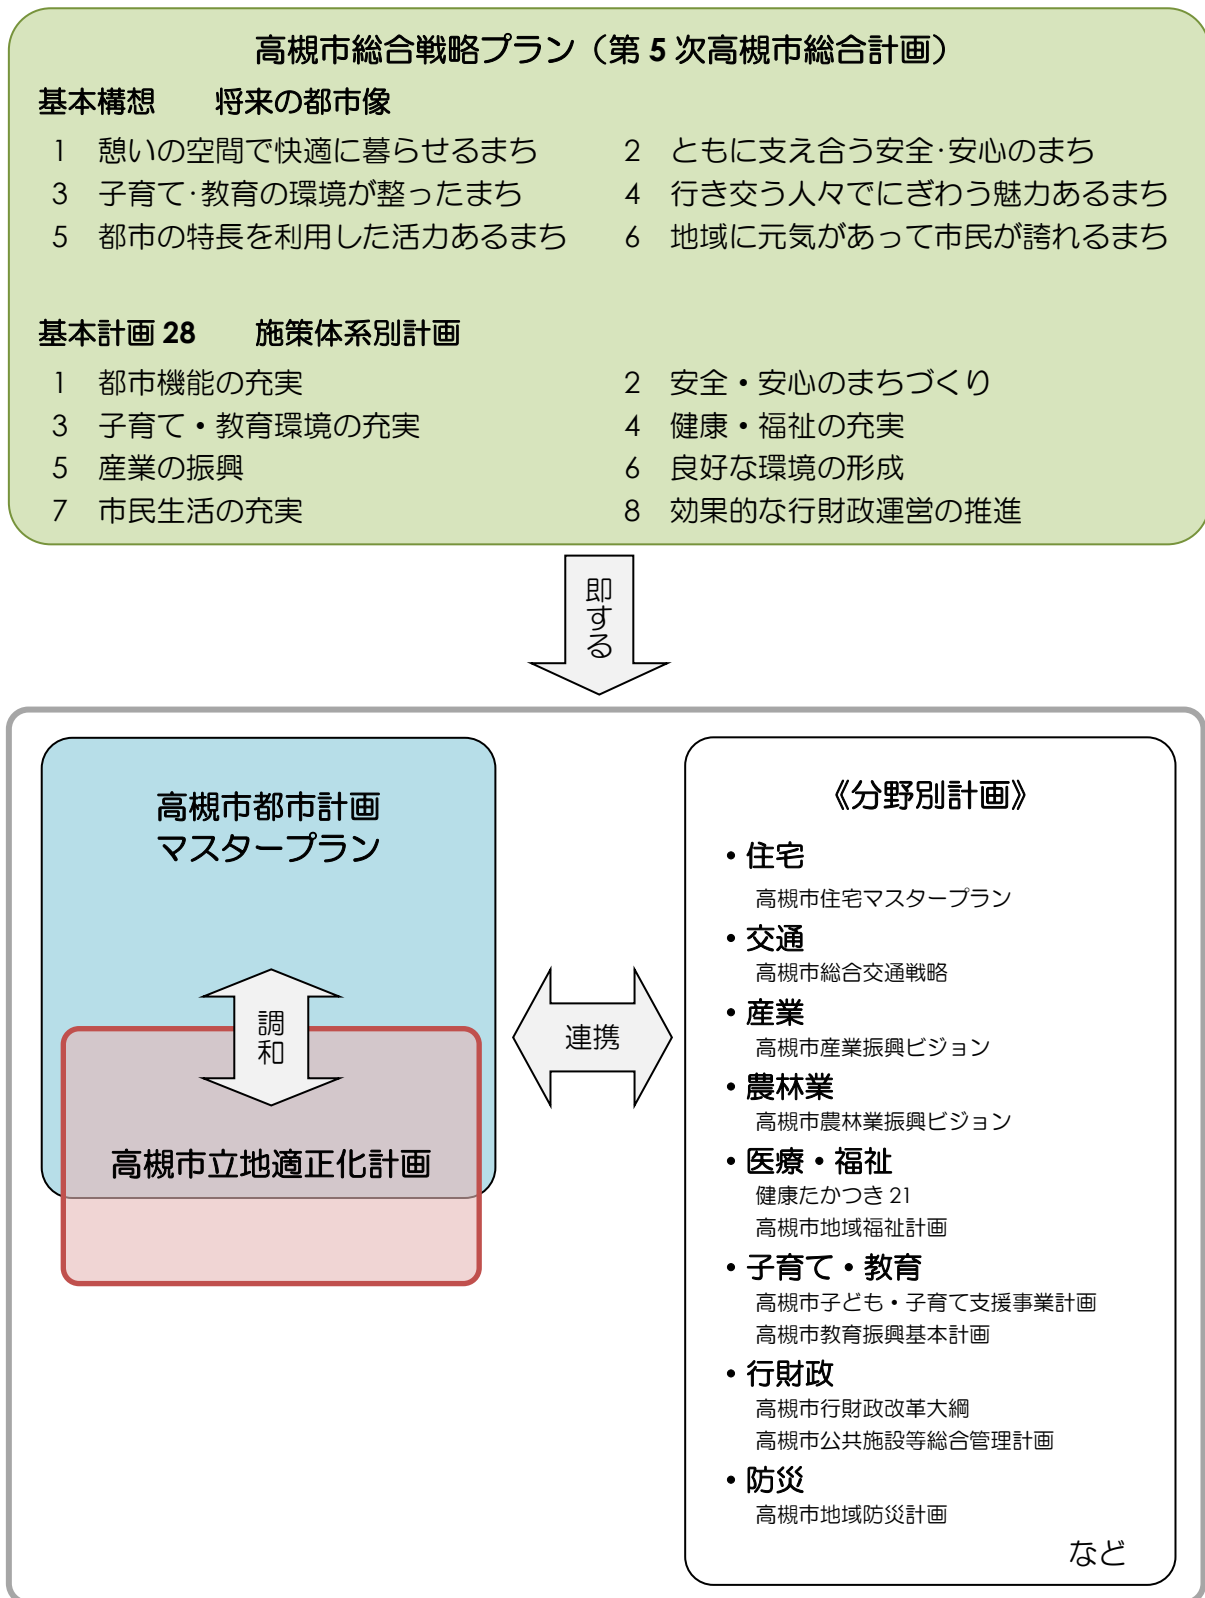 高槻市総合戦略プラン（第5次高槻市総合計画）
基本構想　将来の都市像
1 憩いの空間で快適に暮らせるまち
2 ともに支え合う安全･安心のまち
3 子育て･教育の環境が整ったまち
4 行き交う人々でにぎわう魅力あるまち
5 都市の特長を利用した活力あるまち
6 地域に元気があって市民が誇れるまち
基本計画28　施策体系別計画
1 都市機能の充実
2 安全・安心のまちづくり
3 子育て・教育環境の充実
4 健康・福祉の充実
5 産業の振興
6 良好な環境の形成
7 市民生活の充実
8 効果的な行財政運営の推進
即する
高槻市都市計画
マスタープラン
調和
高槻市立地適正化計画
連携
《分野別計画》
・住宅
高槻市住宅マスタープラン
・交通
高槻市総合交通戦略
・産業
高槻市産業振興ビジョン
・農林業
高槻市農林業振興ビジョン
・医療・福祉
健康たかつき21
高槻市地域福祉計画
・子育て・教育
高槻市子ども・子育て支援事業計画
高槻市教育振興基本計画
・行財政
高槻市行財政改革大綱
高槻市公共施設等総合管理計画
・防災
高槻市地域防災計画
など